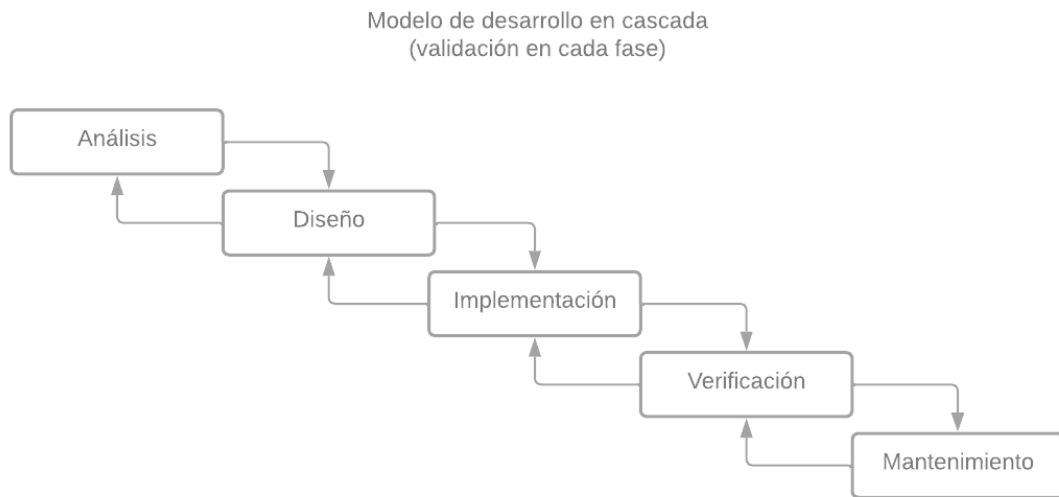 Modelo de desarrollo en cascada
(validación en cada fase)
Análisis
Diseño
Implementación
Verificación
Mantenimiento